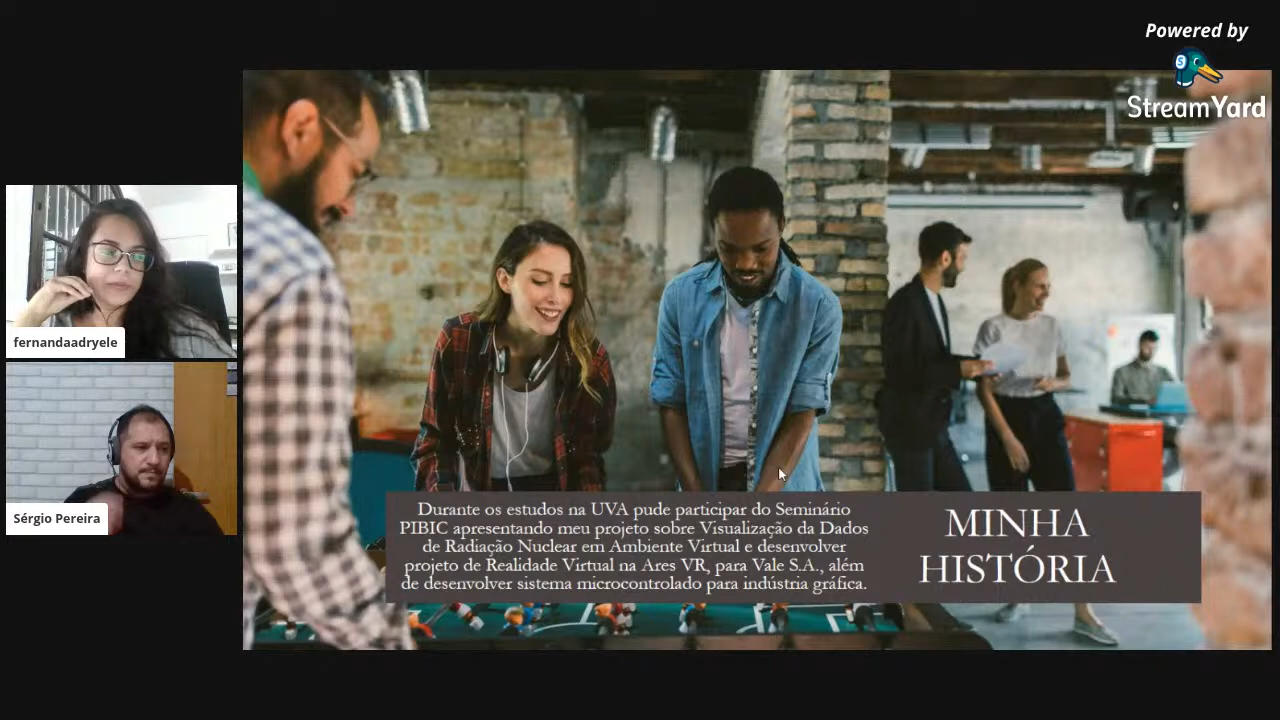 Powered by
StreamYard
fernandaadryele
Sérgio Pereira
Durante os estudos na UVA pude participar do Seminário
PIBIC apresentando meu projeto sobre Visualização da Dados
de Radiação Nuclear em Ambiente Virtual e desenvolver
projeto de Realidade Virtual na Ares VR, para Vale S.A., além
de desenvolver sistema microcontrolado para indústria gráfica.
MINHA
HISTÓRIA